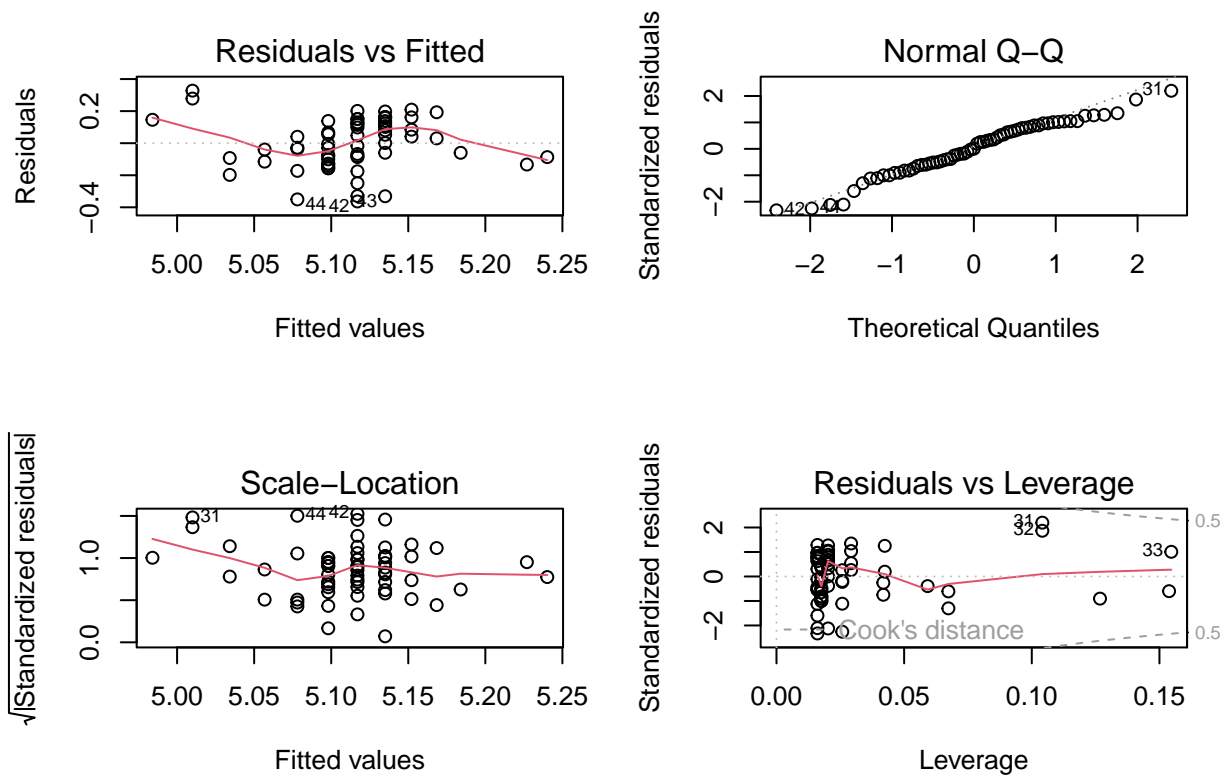 Residuals vs Fitted
Residuals
0.2
−0.4
44
42
43
5.00 5.05 5.10 5.15 5.20 5.25
Fitted values
Normal Q−Q
Standardized residuals
2
0
−2
31
42
44
−2 −1 0 1 2
Theoretical Quantiles
Scale−Location
√|Standardized residuals|
1.0
0.0
31
44
42
5.00 5.05 5.10 5.15 5.20 5.25
Fitted values
Residuals vs Leverage
Standardized residuals
2
0
−2
31
32
33
0.5
0.5
Cook's distance
0.00 0.05 0.10 0.15
Leverage